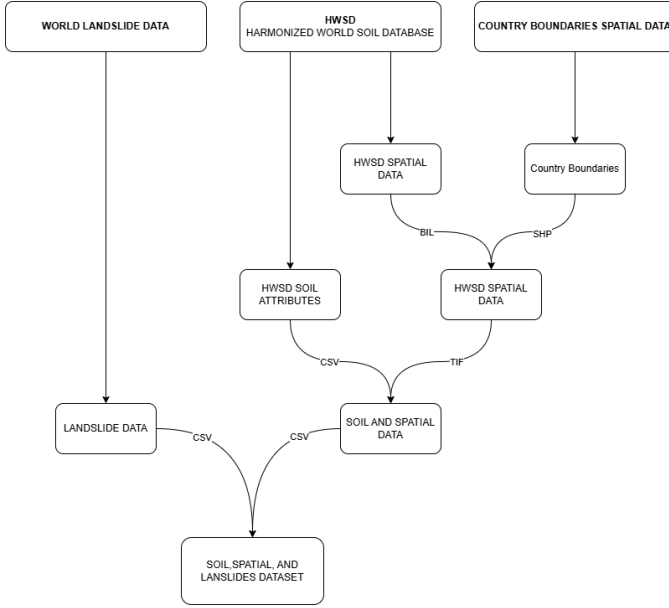 WORLD LANDSLIDE DATA
HWSD
HARMONIZED WORLD SOIL DATABASE
COUNTRY BOUNDARIES SPATIAL DATA
HWSD SPATIAL
DATA
Country Boundaries
BIL
SHP
HWSD SOIL
ATTRIBUTES
HWSD SPATIAL
DATA
CSV
TIF
LANDSLIDE DATA
SOIL AND SPATIAL
DATA
CSV
CSV
SOIL,SPATIAL, AND
LANSLIDES DATASET